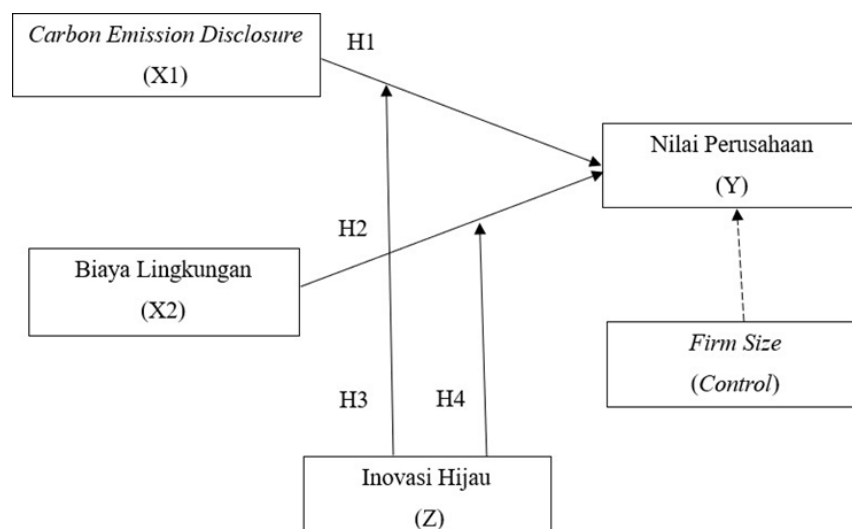 Carbon Emission Disclosure
(X1)
H1
Nilai Perusahaan
(Y)
H2
Biaya Lingkungan
(X2)
Firm Size
(Control)
H3
H4
Inovasi Hijau
(Z)